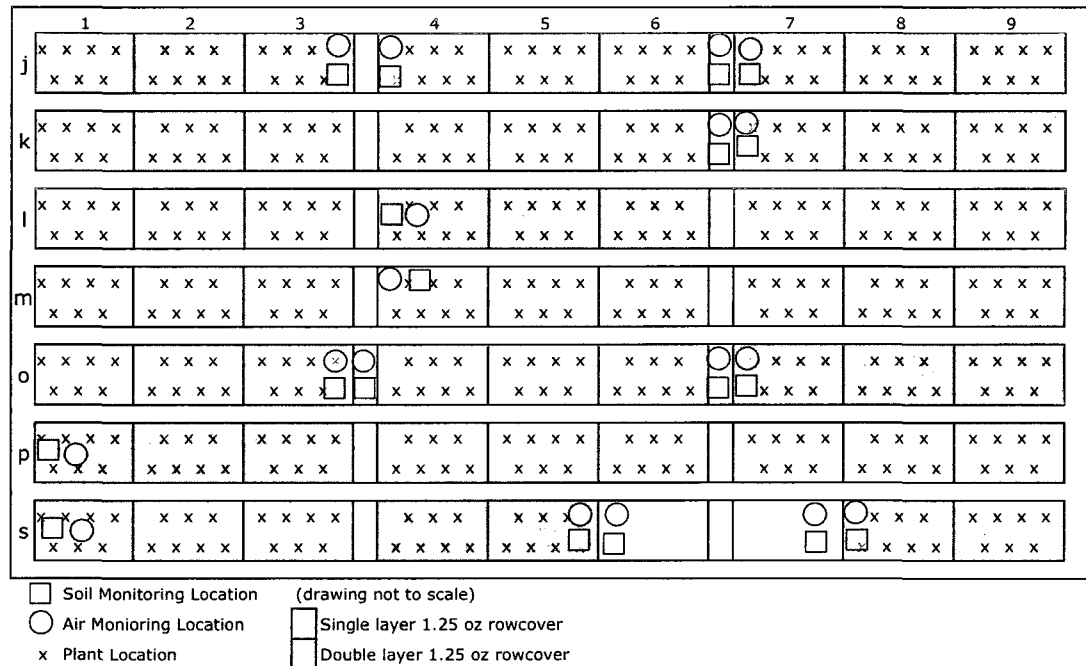 1 2 3 4 5 6 7 8 9
j
k
l
m
o
p
s
Soil Monitoring Location (drawing not to scale)
Air Monioring Location Single layer 1.25 oz rowcover
x Plant Location Double layer 1.25 oz rowcover